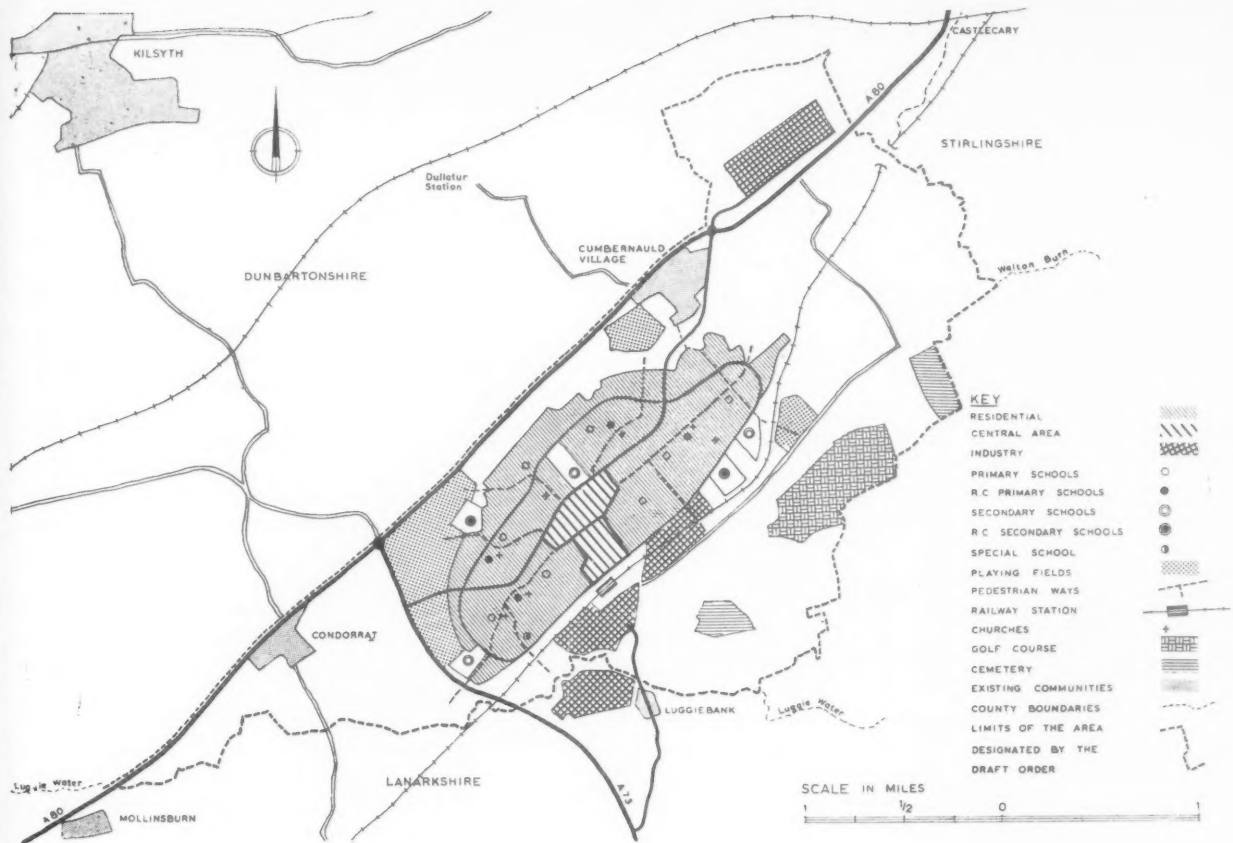 KILSYTH
CASTLECARY
A 80
STIRLINGSHIRE
Dullatur
Station
CUMBERNAULD
VILLAGE
DUNBARTONSHIRE
Walton Burn
KEY
RESIDENTIAL
CENTRAL AREA
INDUSTRY
PRIMARY SCHOOLS
R.C PRIMARY SCHOOLS
SECONDARY SCHOOLS
R.C SECONDARY SCHOOLS
SPECIAL SCHOOL
PLAYING FIELDS
PEDESTRIAN WAYS
RAILWAY STATION
CHURCHES
GOLF COURSE
CEMETERY
EXISTING COMMUNITIES
COUNTY BOUNDARIES
LIMITS OF THE AREA
DESIGNATED BY THE
DRAFT ORDER
CONDORRAT
LUGGIEBANK
Luggie Water
Luggie Water
LANARKSHIRE
A 73
A 80
MOLLINSBURN
SCALE IN MILES
1 1/2 0 1